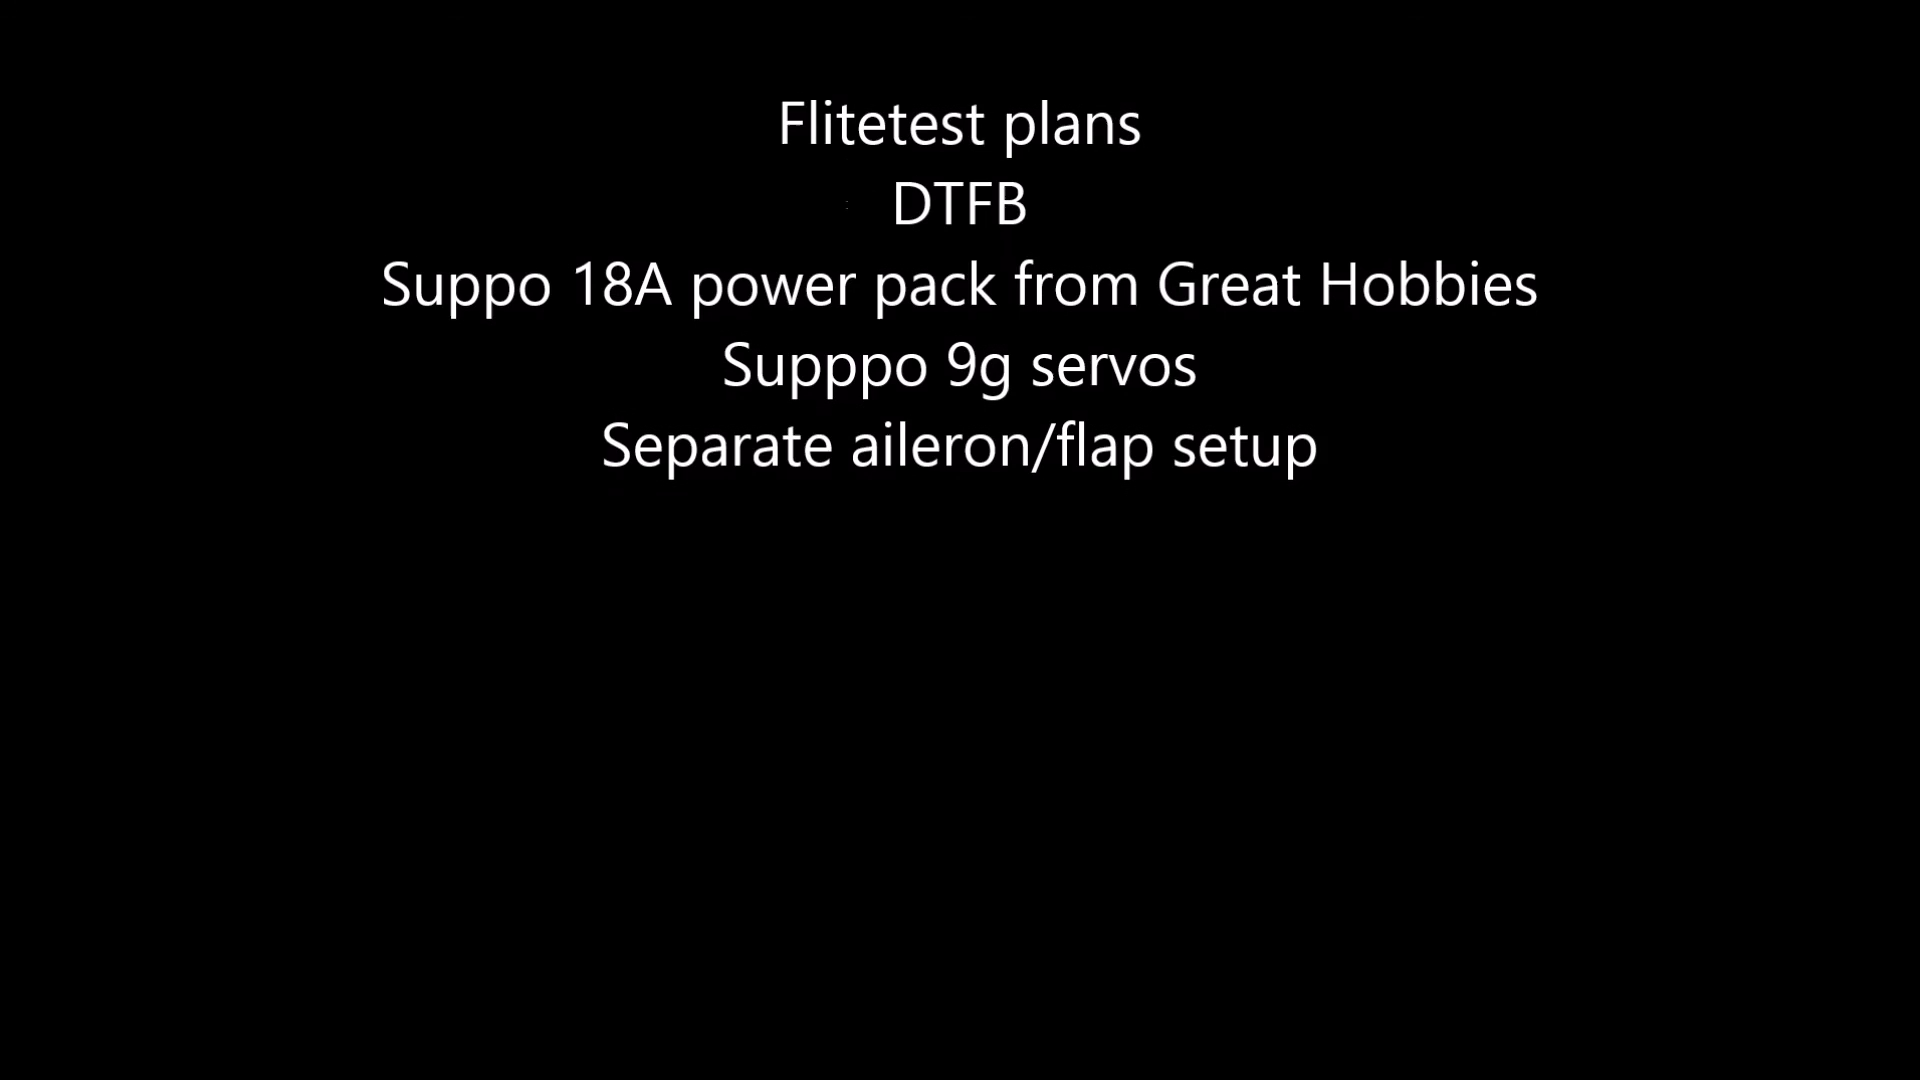 Flitetest plans
DTFB
Suppo 18A power pack from Great Hobbies
Supppo 9g servos
Separate aileron/flap setup